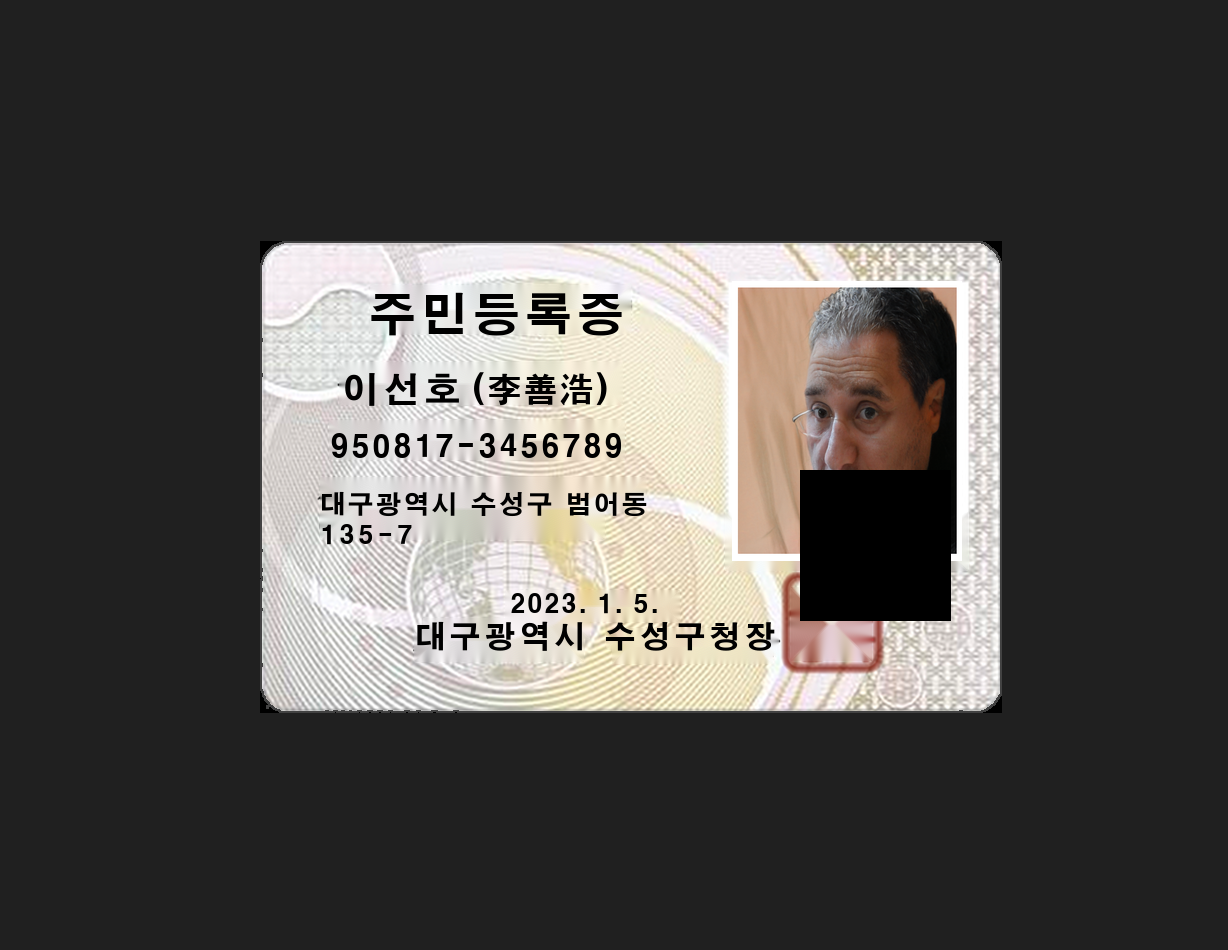 주민등록증
이선호(李善浩)
950817-3456789
대구광역시 수성구 범어동
135-7
2023. 1. 5.
대구광역시 수성구청장